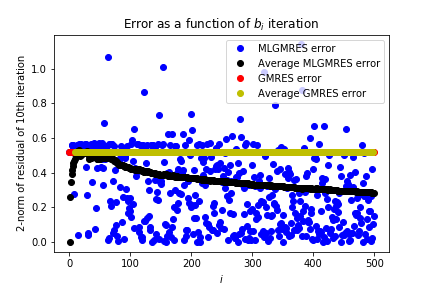 Error as a function of b_i iteration
2-norm of residual of 10th iteration
1.0
0.8
0.6
0.4
0.2
0.0
MLGMRES error
Average MLGMRES error
GMRES error
Average GMRES error
0
100
200
300
400
500
i